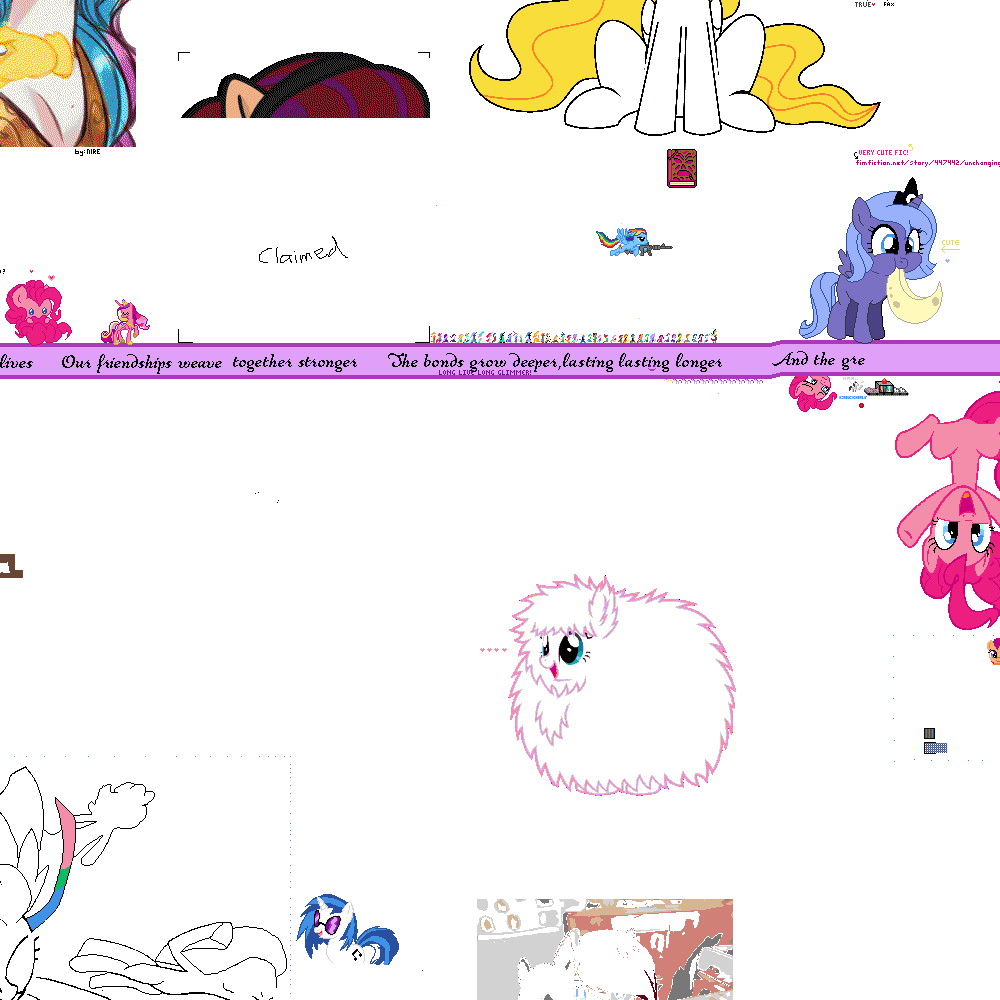 TRUE♥ FAX
by:NIRE
VERY CUTE FIC!
fimfiction.net/story/447442/unchanging
CUTE
Claimed
lives Our friendships weave together stronger The bonds grow deeper,lasting lasting longer And the gre
LONG LIVE LONG GLIMMER!